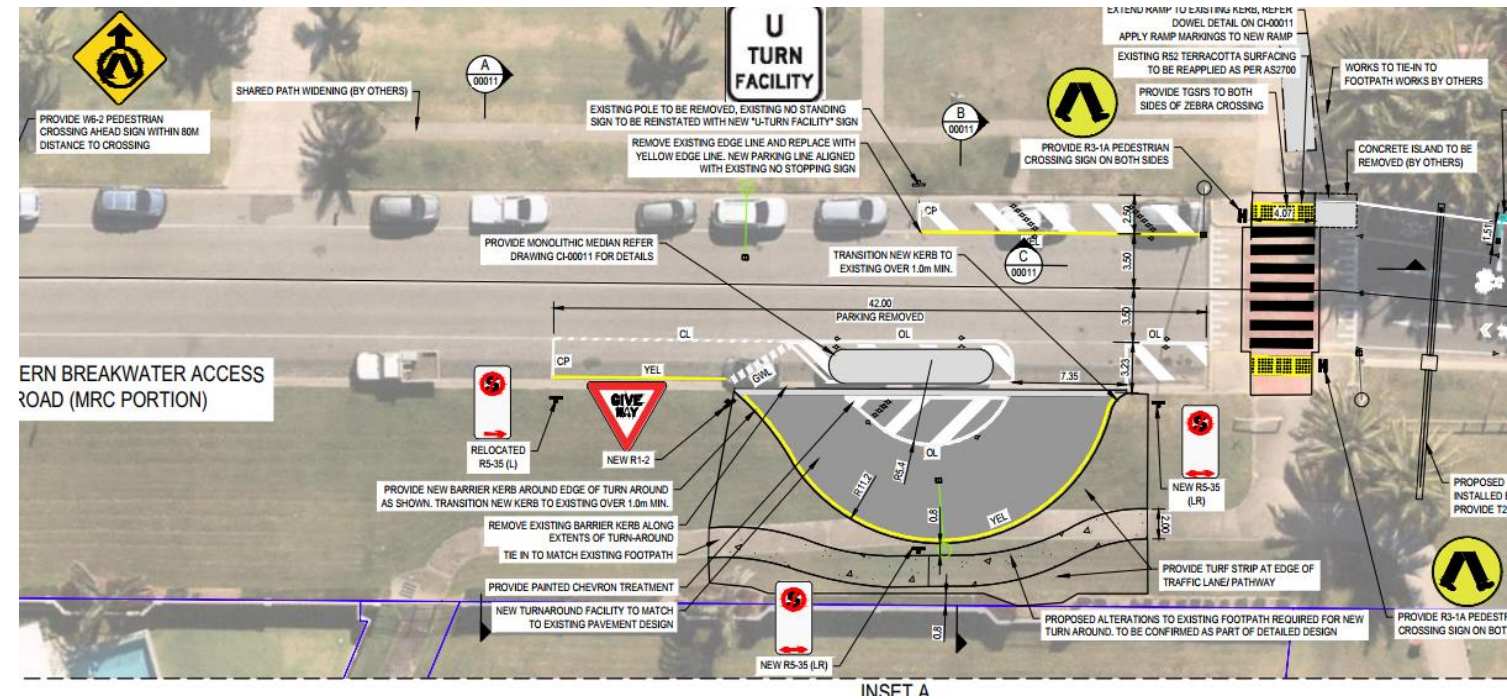 EXTEND RAMP TO EXISTING KERB, REFER
DOWEL DETAIL ON CI-00011
APPLY RAMP MARKINGS TO NEW RAMP
U
TURN
FACILITY
A
00011
SHARED PATH WIDENING (BY OTHERS)
EXISTING R52 TERRACOTTA SURFACING
TO BE REAPPLIED AS PER AS2700
WORKS TO TIE-IN TO
FOOTPATH WORKS BY OTHERS
PROVIDE W6-2 PEDESTRIAN
CROSSING AHEAD SIGN WITHIN 80M
DISTANCE TO CROSSING
EXISTING POLE TO BE REMOVED, EXISTING NO STANDING
SIGN TO BE REINSTATED WITH NEW "U-TURN FACILITY" SIGN
B
00011
PROVIDE TGSI'S TO BOTH
SIDES OF ZEBRA CROSSING
REMOVE EXISTING EDGE LINE AND REPLACE WITH
YELLOW EDGE LINE. NEW PARKING LINE ALIGNED
WITH EXISTING NO STOPPING SIGN
PROVIDE R3-1A PEDESTRIAN
CROSSING SIGN ON BOTH SIDES
CONCRETE ISLAND TO BE
REMOVED (BY OTHERS)
CP
2.50
4.07
1.51
PROVIDE MONOLITHIC MEDIAN REFER
DRAWING CI-00011 FOR DETAILS
TRANSITION NEW KERB TO
EXISTING OVER 1.0m MIN.
C
00011
3.50
42.00
PARKING REMOVED
3.50
CL
OL
OL
3.23
CP
YEL
GWL
7.35
ERN BREAKWATER ACCESS
ROAD (MRC PORTION)
GIVE
WAY
RELOCATED
R5-35 (L)
NEW R1-2
OL
R5.4
R11.2
NEW R5-35
(LR)
PROVIDE NEW BARRIER KERB AROUND EDGE OF TURN AROUND
AS SHOWN. TRANSITION NEW KERB TO EXISTING OVER 1.0m MIN.
REMOVE EXISTING BARRIER KERB ALONG
EXTENTS OF TURN-AROUND
0.8
YEL
2.00
PROPOSED
INSTALLED
PROVIDE T2
TIE IN TO MATCH EXISTING FOOTPATH
PROVIDE TURF STRIP AT EDGE OF
TRAFFIC LANE/ PATHWAY
PROVIDE PAINTED CHEVRON TREATMENT
NEW TURNAROUND FACILITY TO MATCH
TO EXISTING PAVEMENT DESIGN
PROPOSED ALTERATIONS TO EXISTING FOOTPATH REQUIRED FOR NEW
TURN AROUND. TO BE CONFIRMED AS PART OF DETAILED DESIGN
PROVIDE R3-1A PEDESTR
CROSSING SIGN ON BOT
0.8
NEW R5-35 (LR)
INSET A